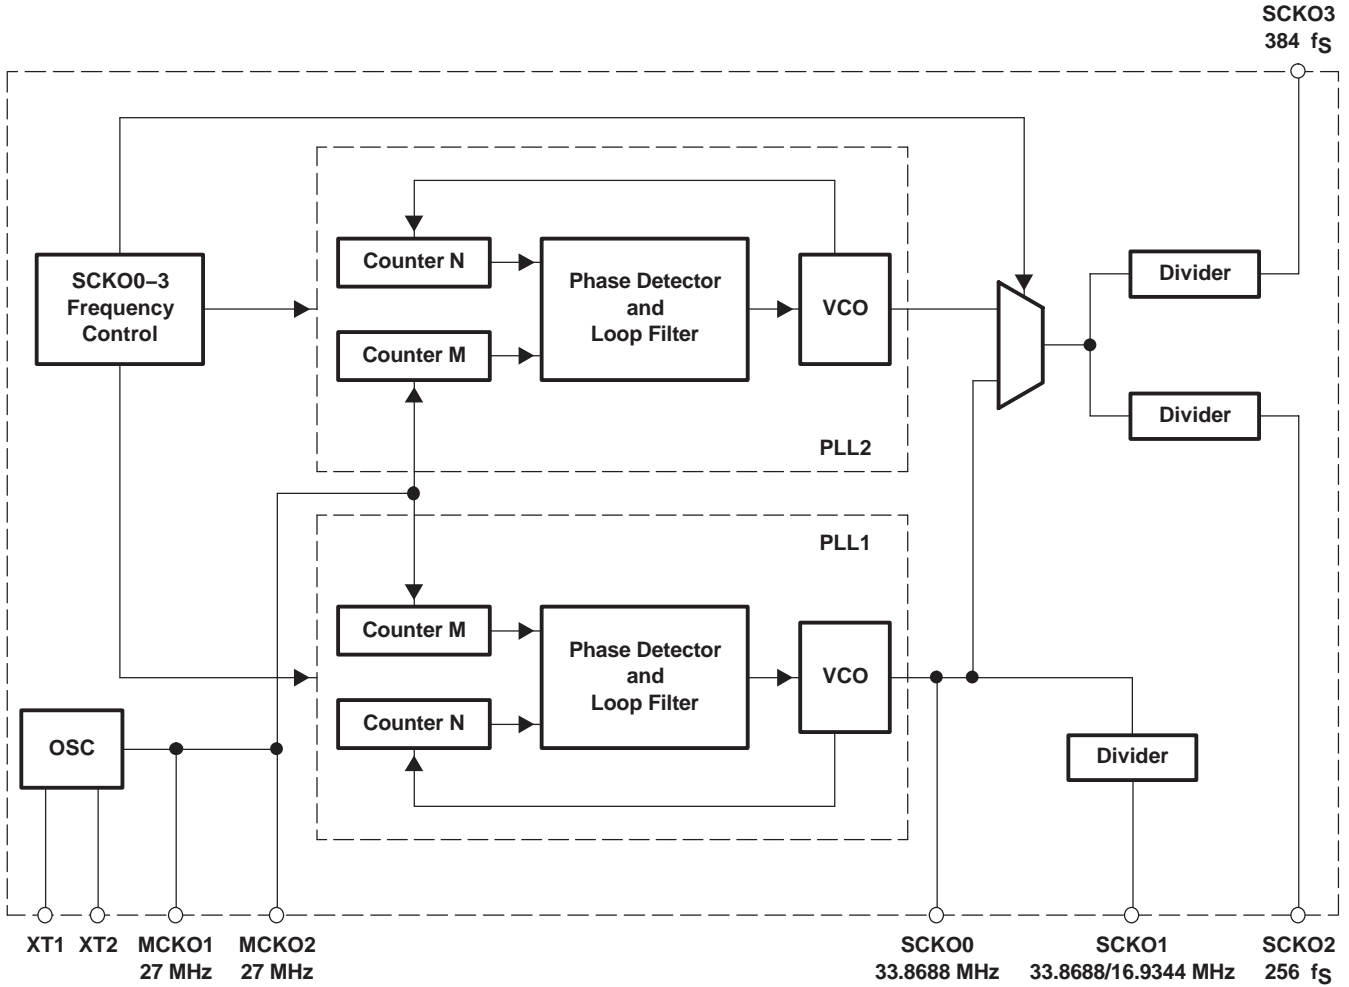 SCKO3
384 fS
SCKO0–3
Frequency
Control
Counter N
Counter M
Phase Detector
and
Loop Filter
VCO
Divider
Divider
PLL2
PLL1
Counter M
Counter N
Phase Detector
and
Loop Filter
VCO
OSC
Divider
XT1
XT2
MCKO1
27 MHz
MCKO2
27 MHz
SCKO0
33.8688 MHz
SCKO1
33.8688/16.9344 MHz
SCKO2
256 fS